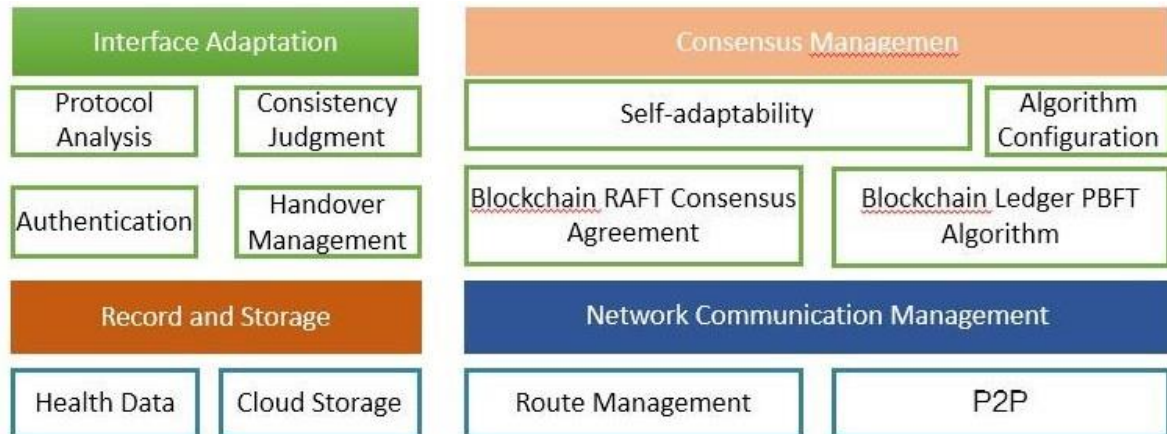 Interface Adaptation
Consensus Managemen
Protocol
Analysis
Consistency
Judgment
Self-adaptability
Algorithm
Configuration
Authentication
Handover
Management
Blockchain RAFT Consensus
Agreement
Blockchain Ledger PBFT
Algorithm
Record and Storage
Network Communication Management
Health Data
Cloud Storage
Route Management
P2P